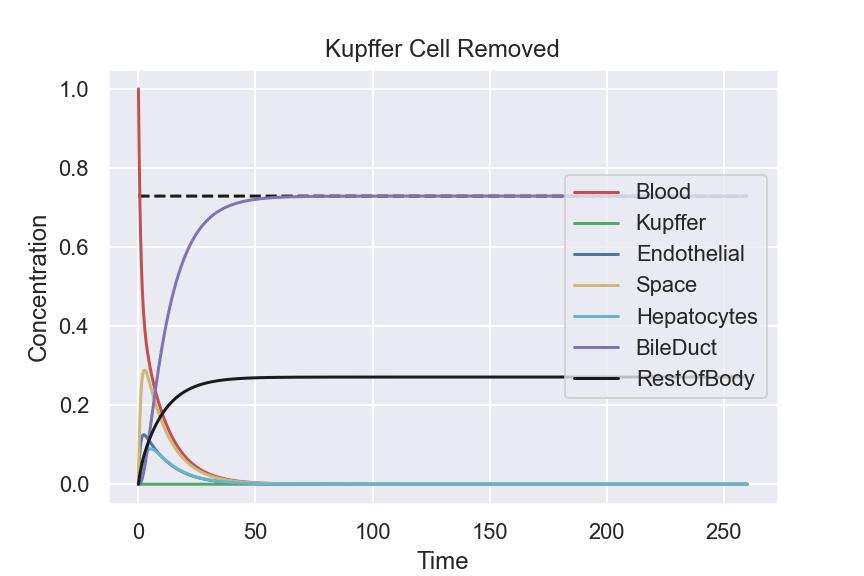 Kupffer Cell Removed
Concentration
1.0
0.8
0.6
0.4
0.2
0.0
Blood
Kupffer
Endothelial
Space
Hepatocytes
BileDuct
RestOfBody
0 50 100 150 200 250
Time